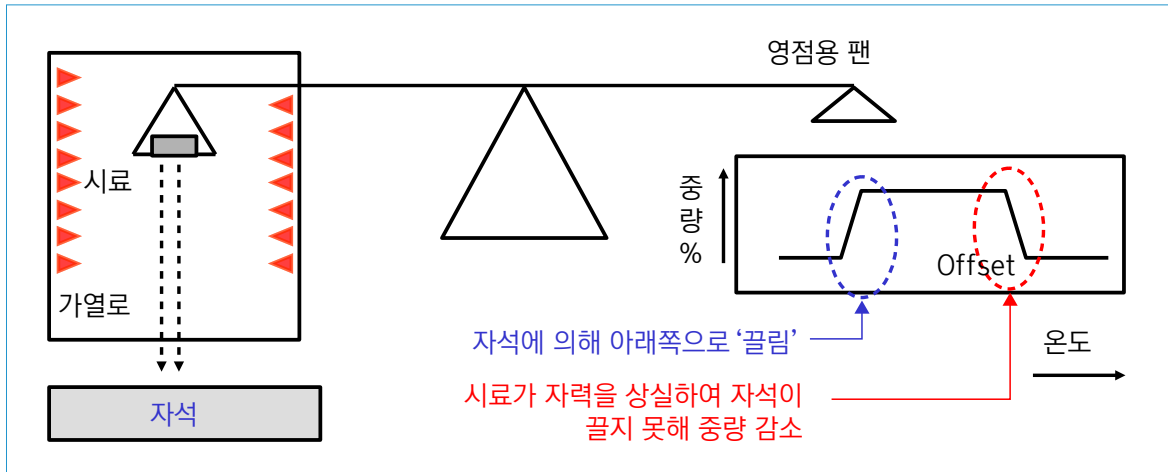 영점용 팬
시료
가열로
자석
중
량
%
Offset
온도
자석에 의해 아래쪽으로 ‘끌림’
시료가 자력을 상실하여 자석이
끌지 못해 중량 감소